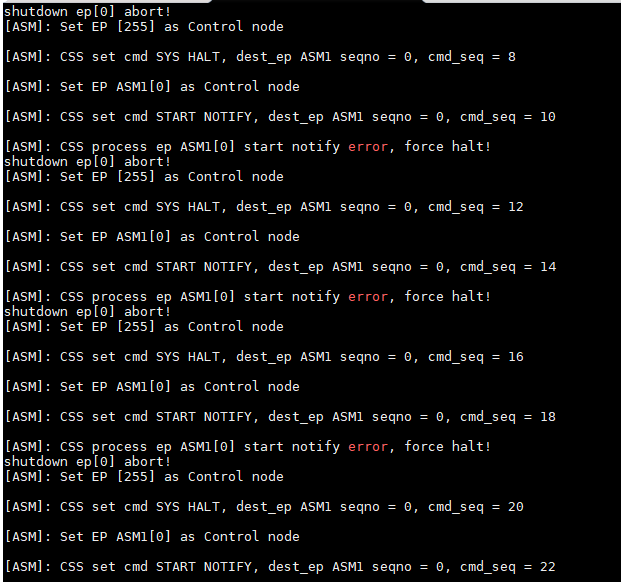 shutdown ep[0] abort!
[ASM]: Set EP [255] as Control node
[ASM]: CSS set cmd SYS HALT, dest_ep ASM1 seqno = 0, cmd_seq = 8
[ASM]: Set EP ASM1[0] as Control node
[ASM]: CSS set cmd START NOTIFY, dest_ep ASM1 seqno = 0, cmd_seq = 10
[ASM]: CSS process ep ASM1[0] start notify error, force halt!
shutdown ep[0] abort!
[ASM]: Set EP [255] as Control node
[ASM]: CSS set cmd SYS HALT, dest_ep ASM1 seqno = 0, cmd_seq = 12
[ASM]: Set EP ASM1[0] as Control node
[ASM]: CSS set cmd START NOTIFY, dest_ep ASM1 seqno = 0, cmd_seq = 14
[ASM]: CSS process ep ASM1[0] start notify error, force halt!
shutdown ep[0] abort!
[ASM]: Set EP [255] as Control node
[ASM]: CSS set cmd SYS HALT, dest_ep ASM1 seqno = 0, cmd_seq = 16
[ASM]: Set EP ASM1[0] as Control node
[ASM]: CSS set cmd START NOTIFY, dest_ep ASM1 seqno = 0, cmd_seq = 18
[ASM]: CSS process ep ASM1[0] start notify error, force halt!
shutdown ep[0] abort!
[ASM]: Set EP [255] as Control node
[ASM]: CSS set cmd SYS HALT, dest_ep ASM1 seqno = 0, cmd_seq = 20
[ASM]: Set EP ASM1[0] as Control node
[ASM]: CSS set cmd START NOTIFY, dest_ep ASM1 seqno = 0, cmd_seq = 22